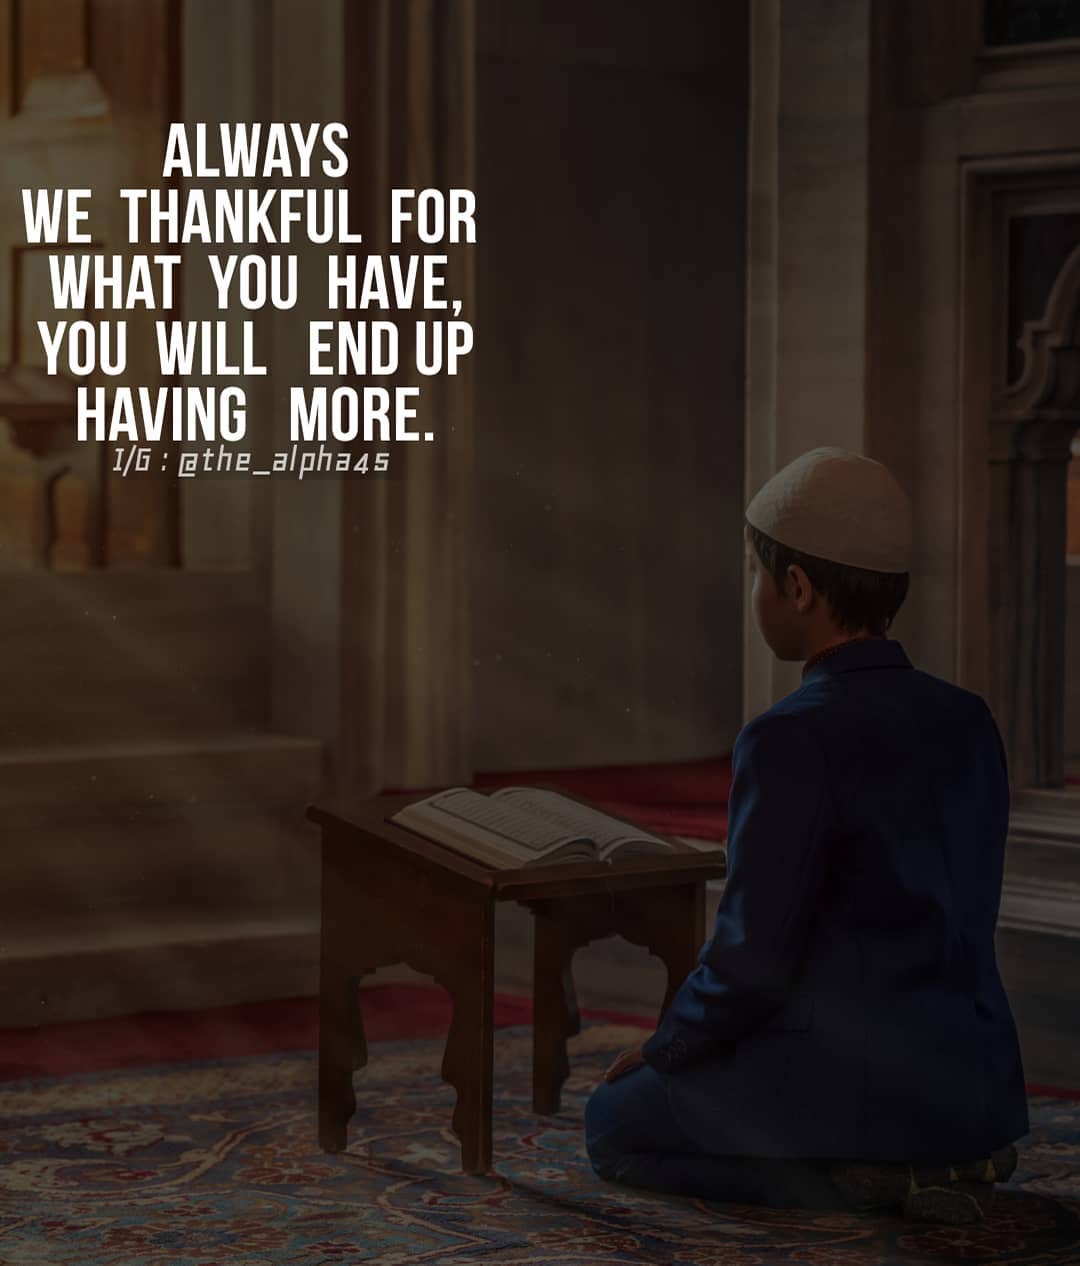 ALWAYS
WE THANKFUL FOR
WHAT YOU HAVE,
YOU WILL END UP
HAVING MORE.
I/G : @the_alpha45